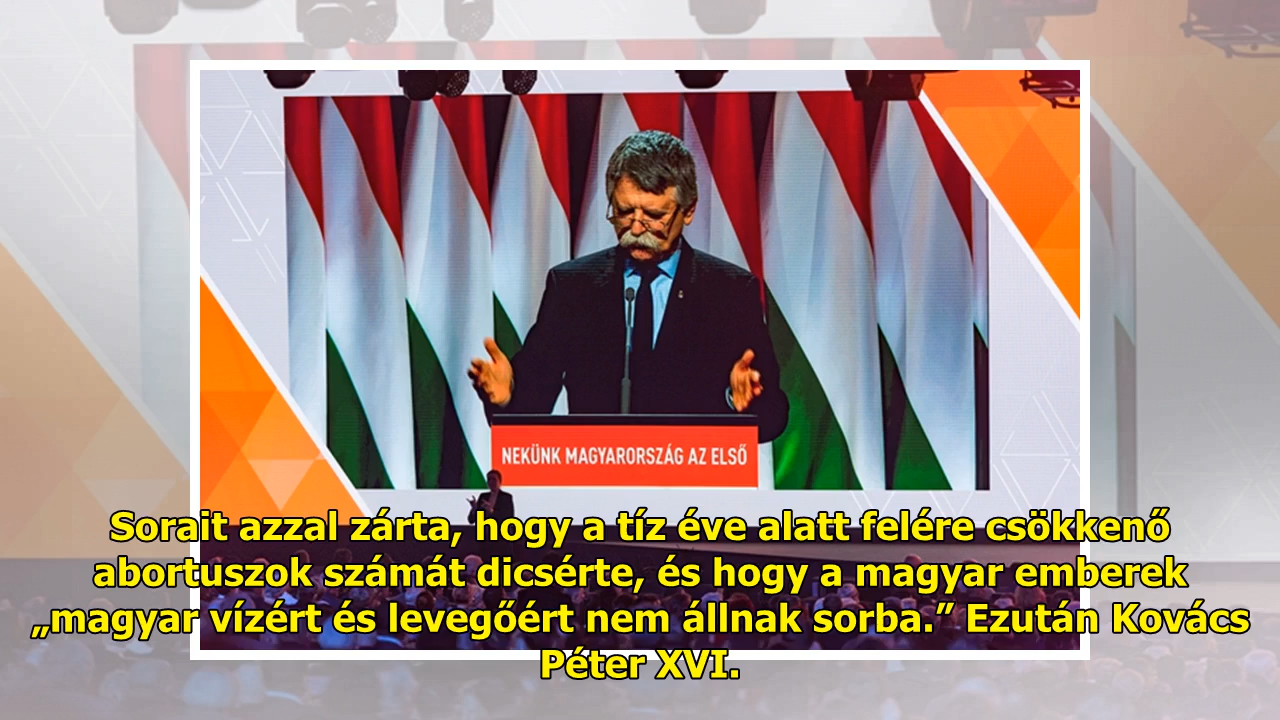 NEKÜNK MAGYARORSZÁG AZ ELSŐ
Sorait azzal zárta, hogy a tíz éve alatt felére csökkenő
abortuszok számát dicsérte, és hogy a magyar emberek
„magyar vízért és levegőért nem állnak sorba.” Ezután Kovács
Péter XVI.